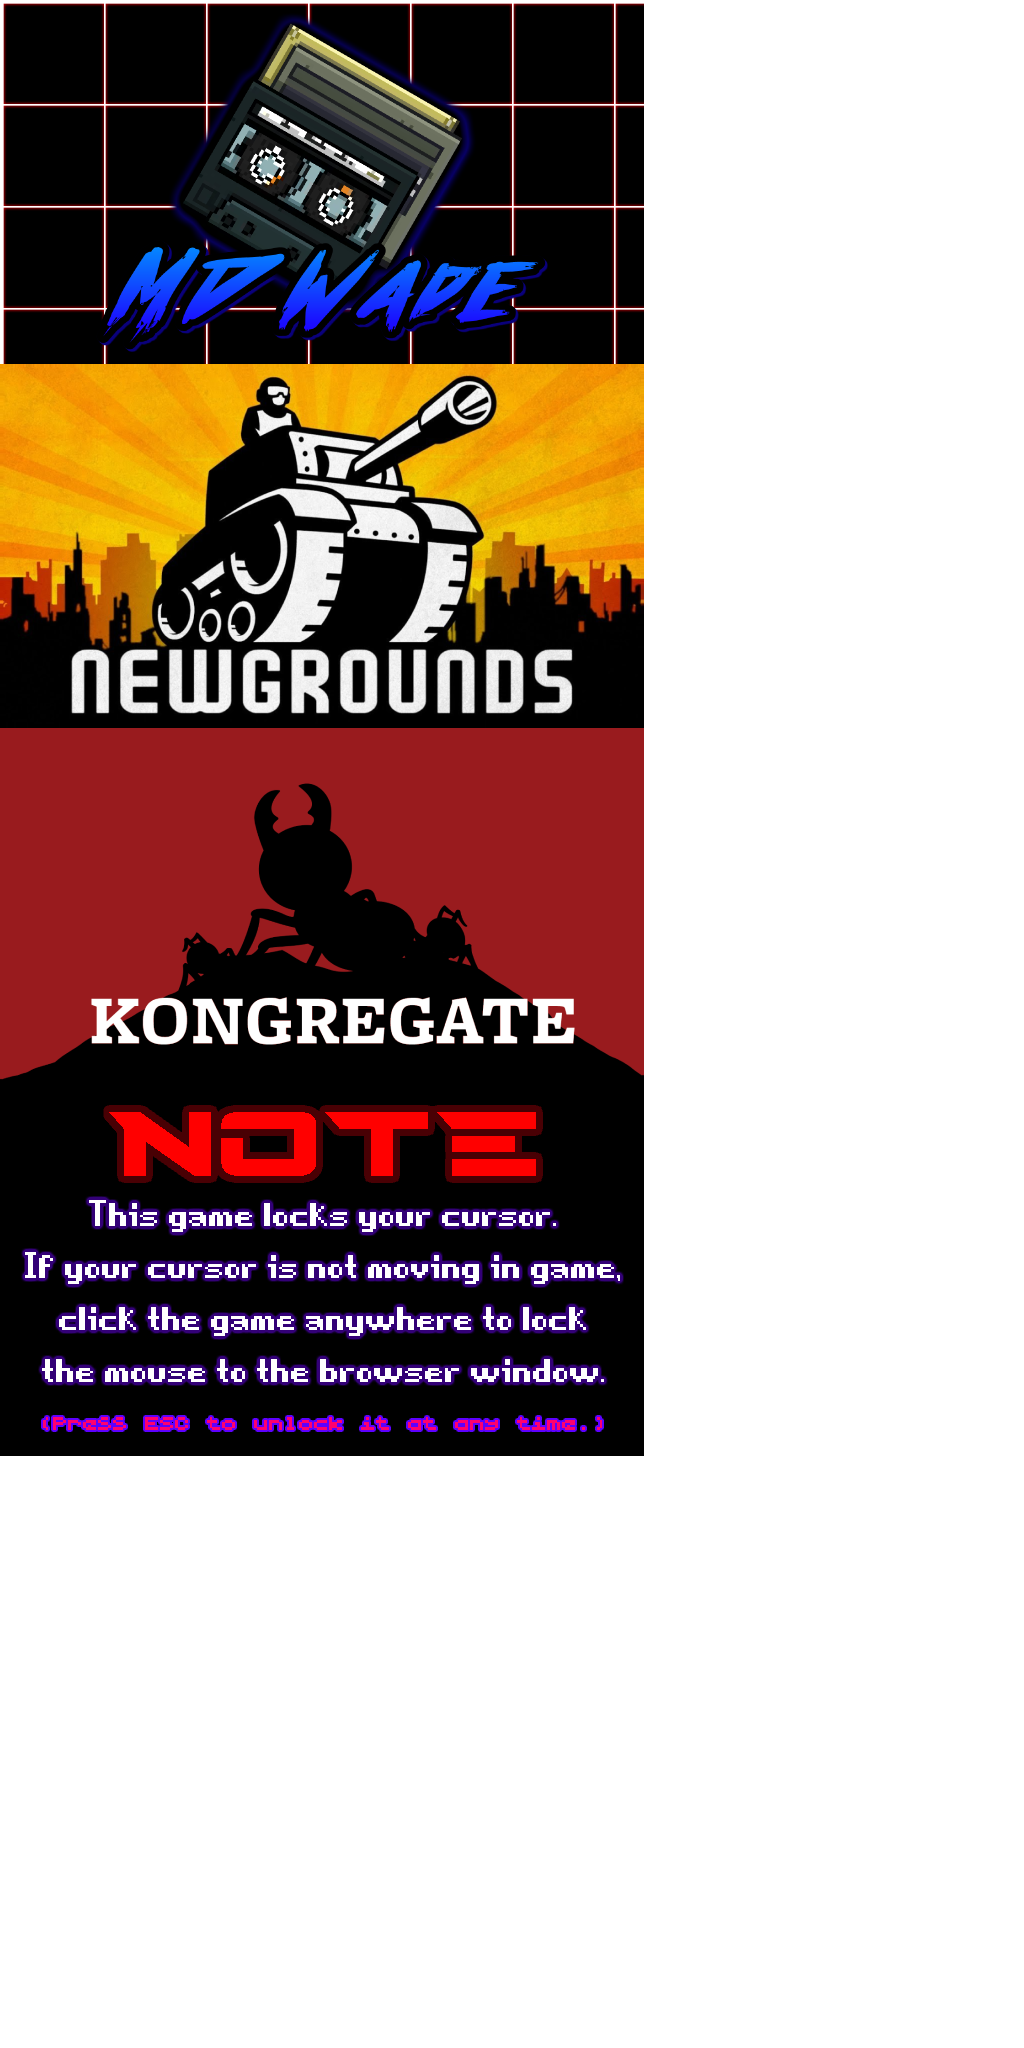 MD WADE
NEWGROUNDS
KONGREGATE
NOTE
This game locks your cursor.
If your cursor is not moving in game,
click the game anywhere to lock
the mouse to the browser window.
(PreSS ESC to unlock it at any time.)